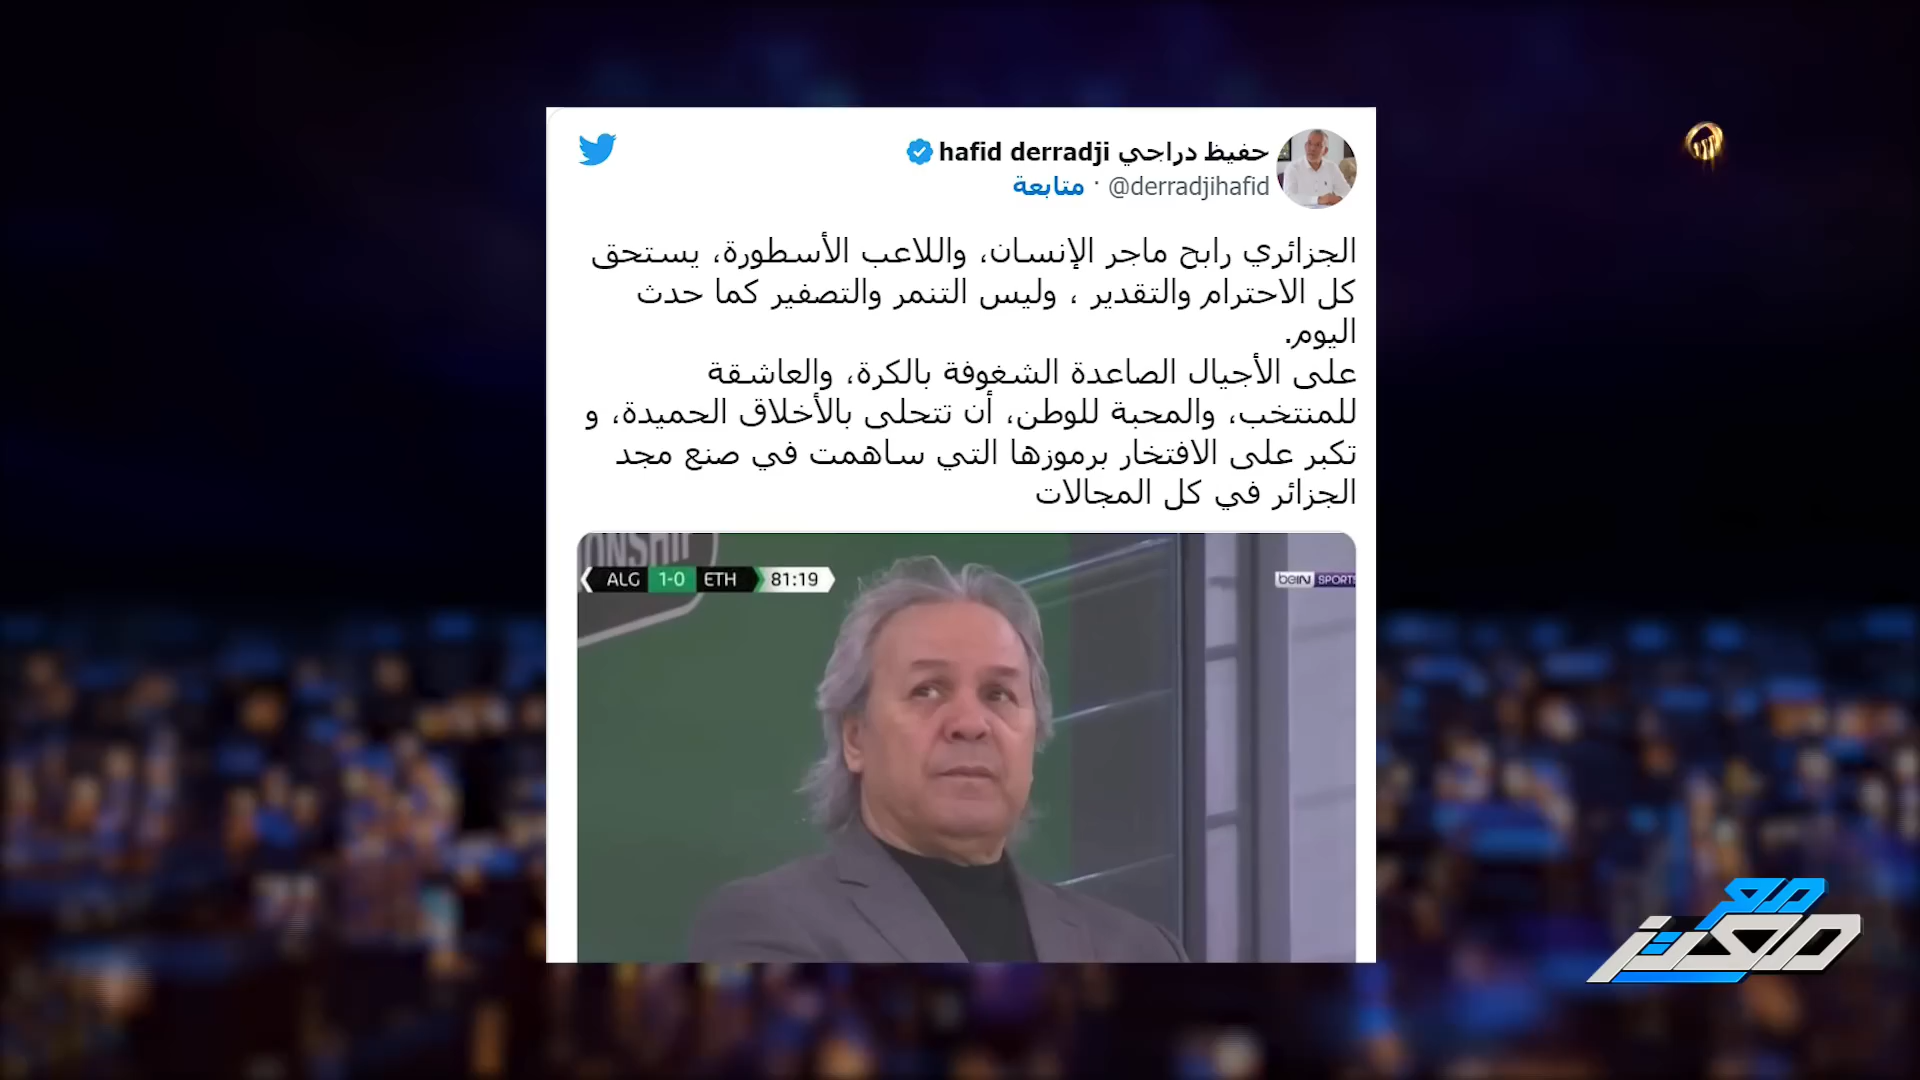 حفيظ دراجي hafid derradji
@derradjihafid · متابعة
الجزائري رابح ماجر الإنسان، واللاعب الأسطورة، يستحق
كل الاحترام والتقدير ، وليس التنمر والتصفير كما حدث
اليوم.
على الأجيال الصاعدة الشغوفة بالكرة، والعاشقة
للمنتخب، والمحبة للوطن، أن تتحلى بالأخلاق الحميدة، و
تكبر على الافتخار برموزها التي ساهمت في صنع مجد
الجزائر في كل المجالات
ONSHIP
ALG 1-0 ETH 81:19
beIN SPORTS
مع